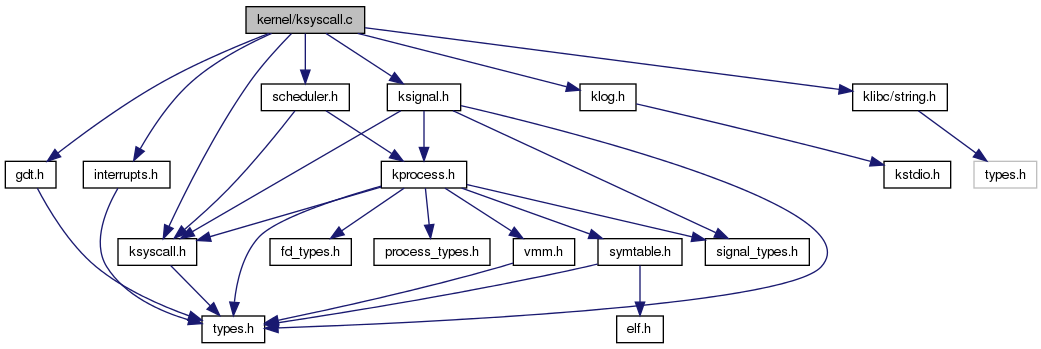 kernel/ksyscall.c
scheduler.h
ksignal.h
klog.h
klibc/string.h
gdt.h
interrupts.h
kprocess.h
kstdio.h
types.h
ksyscall.h
fd_types.h
process_types.h
vmm.h
symtable.h
signal_types.h
types.h
elf.h